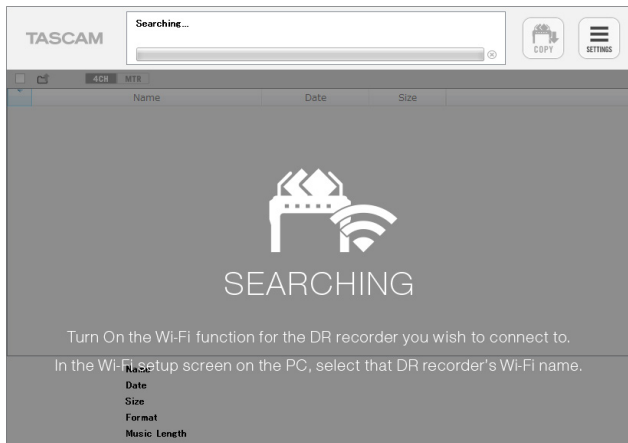 TASCAM
Searching...
COPY
SETTINGS
4CH MTR
Name Date Size
SEARCHING
Turn On the Wi-Fi function for the DR recorder you wish to connect to.
In the Wi-Fi setup screen on the PC, select that DR recorder's Wi-Fi name.
Name
Date
Size
Format
Music Length